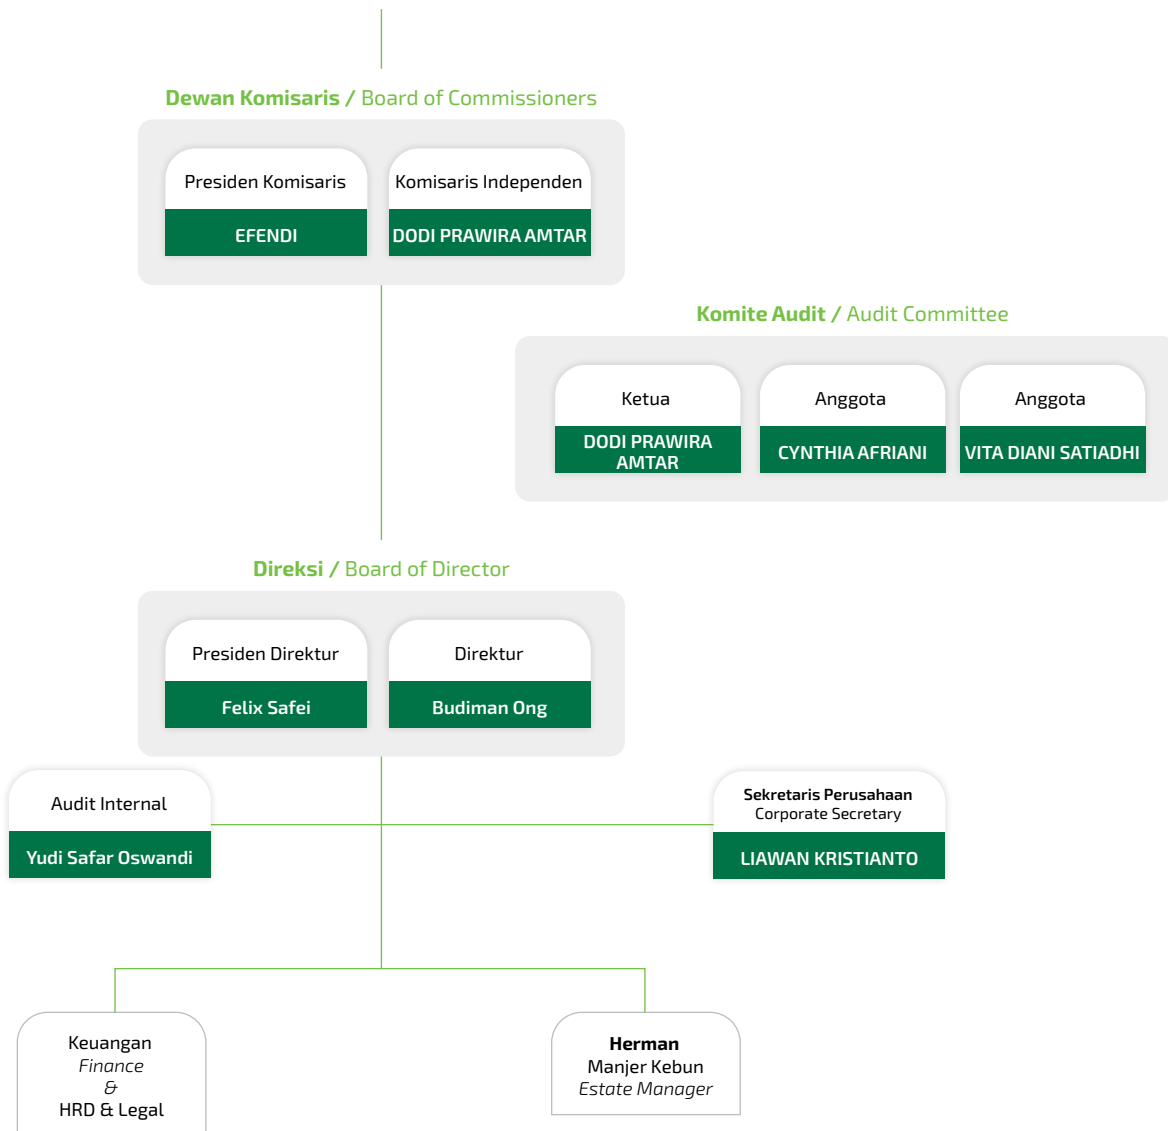 Dewan Komisaris / Board of Commissioners
Presiden Komisaris
EFENDI
Komisaris Independen
DODI PRAWIRA AMTAR
Komite Audit / Audit Committee
Ketua
DODI PRAWIRA
AMTAR
Anggota
CYNTHIA AFRIANI
Anggota
VITA DIANI SATIADHI
Direksi / Board of Director
Presiden Direktur
Felix Safei
Direktur
Budiman Ong
Audit Internal
Yudi Safar Oswandi
Sekretaris Perusahaan
Corporate Secretary
LIAWAN KRISTIANTO
Keuangan
Finance
&
HRD & Legal
Herman
Manjer Kebun
Estate Manager